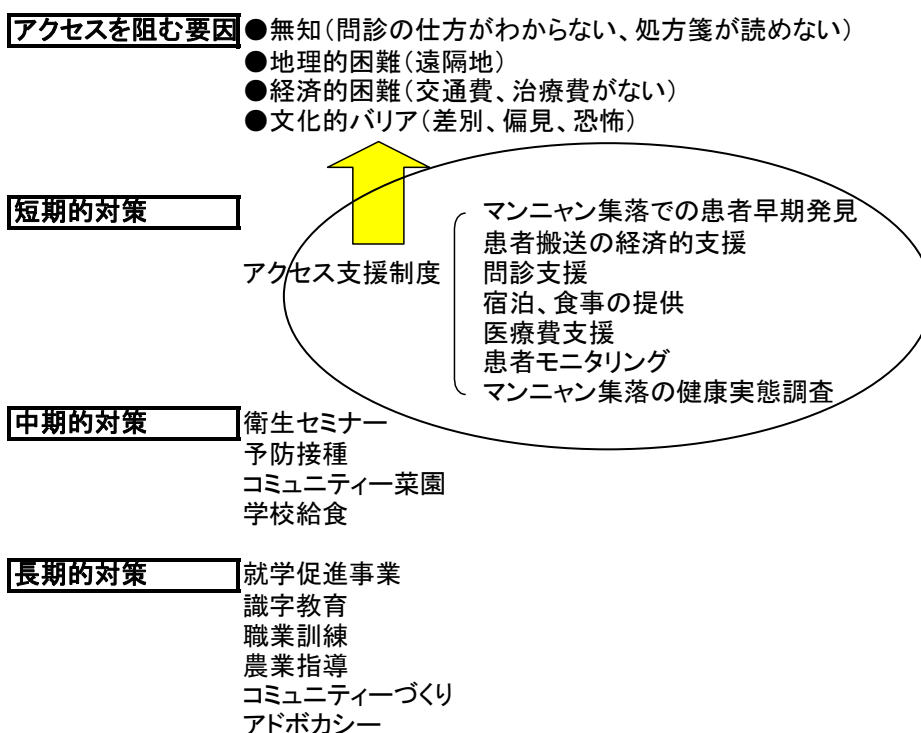 アクセスを阻む要因 ●無知(問診の仕方がわからない、処方箋が読めない)
●地理的困難(遠隔地)
●経済的困難(交通費、治療費がない)
●文化的バリア(差別、偏見、恐怖)
短期的対策 マンニャン集落での患者早期発見
患者搬送の経済的支援
アクセス支援制度 問診支援
宿泊、食事の提供
医療費支援
患者モニタリング
マンニャン集落の健康実態調査
中期的対策 衛生セミナー
予防接種
コミュニティー菜園
学校給食
長期的対策 就学促進事業
識字教育
職業訓練
農業指導
コミュニティーづくり
アドボカシー